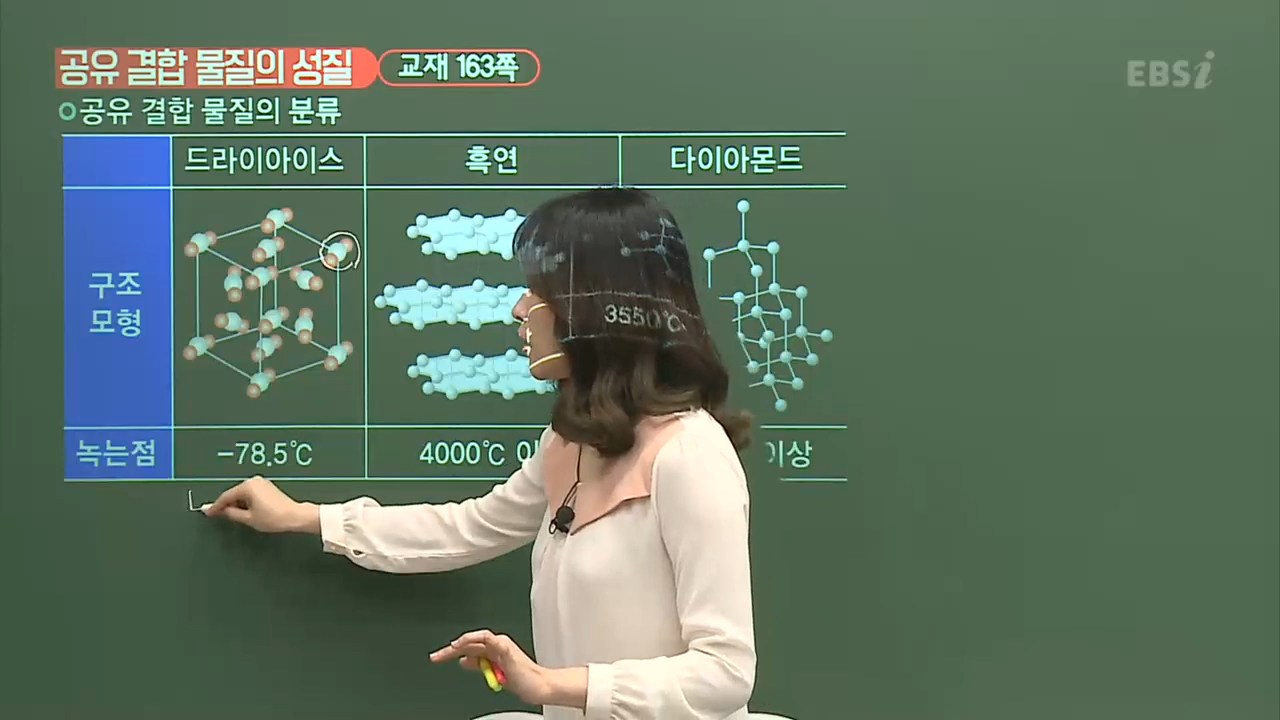 공유 결합 물질의 성질 교재 163쪽
EBSi
공유 결합 물질의 분류
드라이아이스 흑연 다이아몬드
구조
모형
녹는점 -78.5℃ 4000℃ 3550℃ 이상